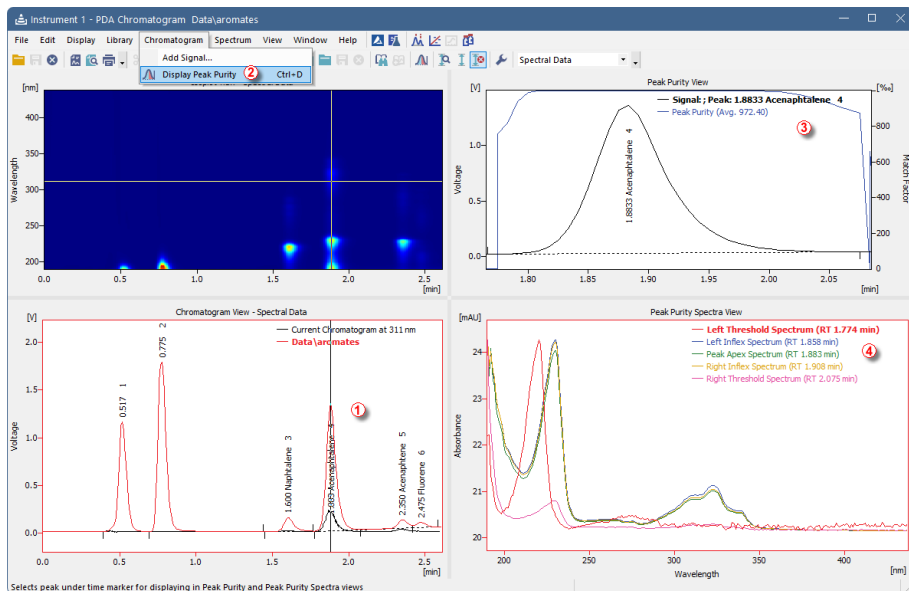 Instrument 1 - PDA Chromatogram Data\aromates
File Edit Display Library Chromatogram Spectrum View Window Help
Spectral Data
Add Signal...
Display Peak Purity Ctrl+D
2
[nm]
400-
350-
300-
250-
200-
Wavelength
0.0 0.5 1.0 1.5 2.0 2.5
[min]
Peak Purity View
[V]
[‰]
Signal: ; Peak: 1.8833 Acenaphtalene 4
Peak Purity (Avg. 972.40)
3
1.8833 Acenaphtalene 4
1.0-
0.5-
0.0-
Voltage
800
600
400
200
0
Match Factor
1.80 1.85 1.90 1.95 2.00 2.05
[min]
Chromatogram View - Spectral Data
[V]
Current Chromatogram at 311 nm
Data\aromates
1
0.517 1
0.775 2
1.600 Naphtalene 3
Acenaphtalene 4
2.350 Acenaphtene 5
2.475 Fluorene 6
2.0-
1.5-
1.0-
0.5-
0.0-
Voltage
0.0 0.5 1.0 1.5 2.0 2.5
[min]
Peak Purity Spectra View
[mAU]
Left Threshold Spectrum (RT 1.774 min)
Left Inflex Spectrum (RT 1.858 min)
Peak Apex Spectrum (RT 1.883 min)
Right Inflex Spectrum (RT 1.908 min)
Right Threshold Spectrum (RT 2.075 min)
4
24
23
22
21
20
Absorbance
200 250 300 350 400
Wavelength
[nm]
Selects peak under time marker for displaying in Peak Purity and Peak Purity Spectra views